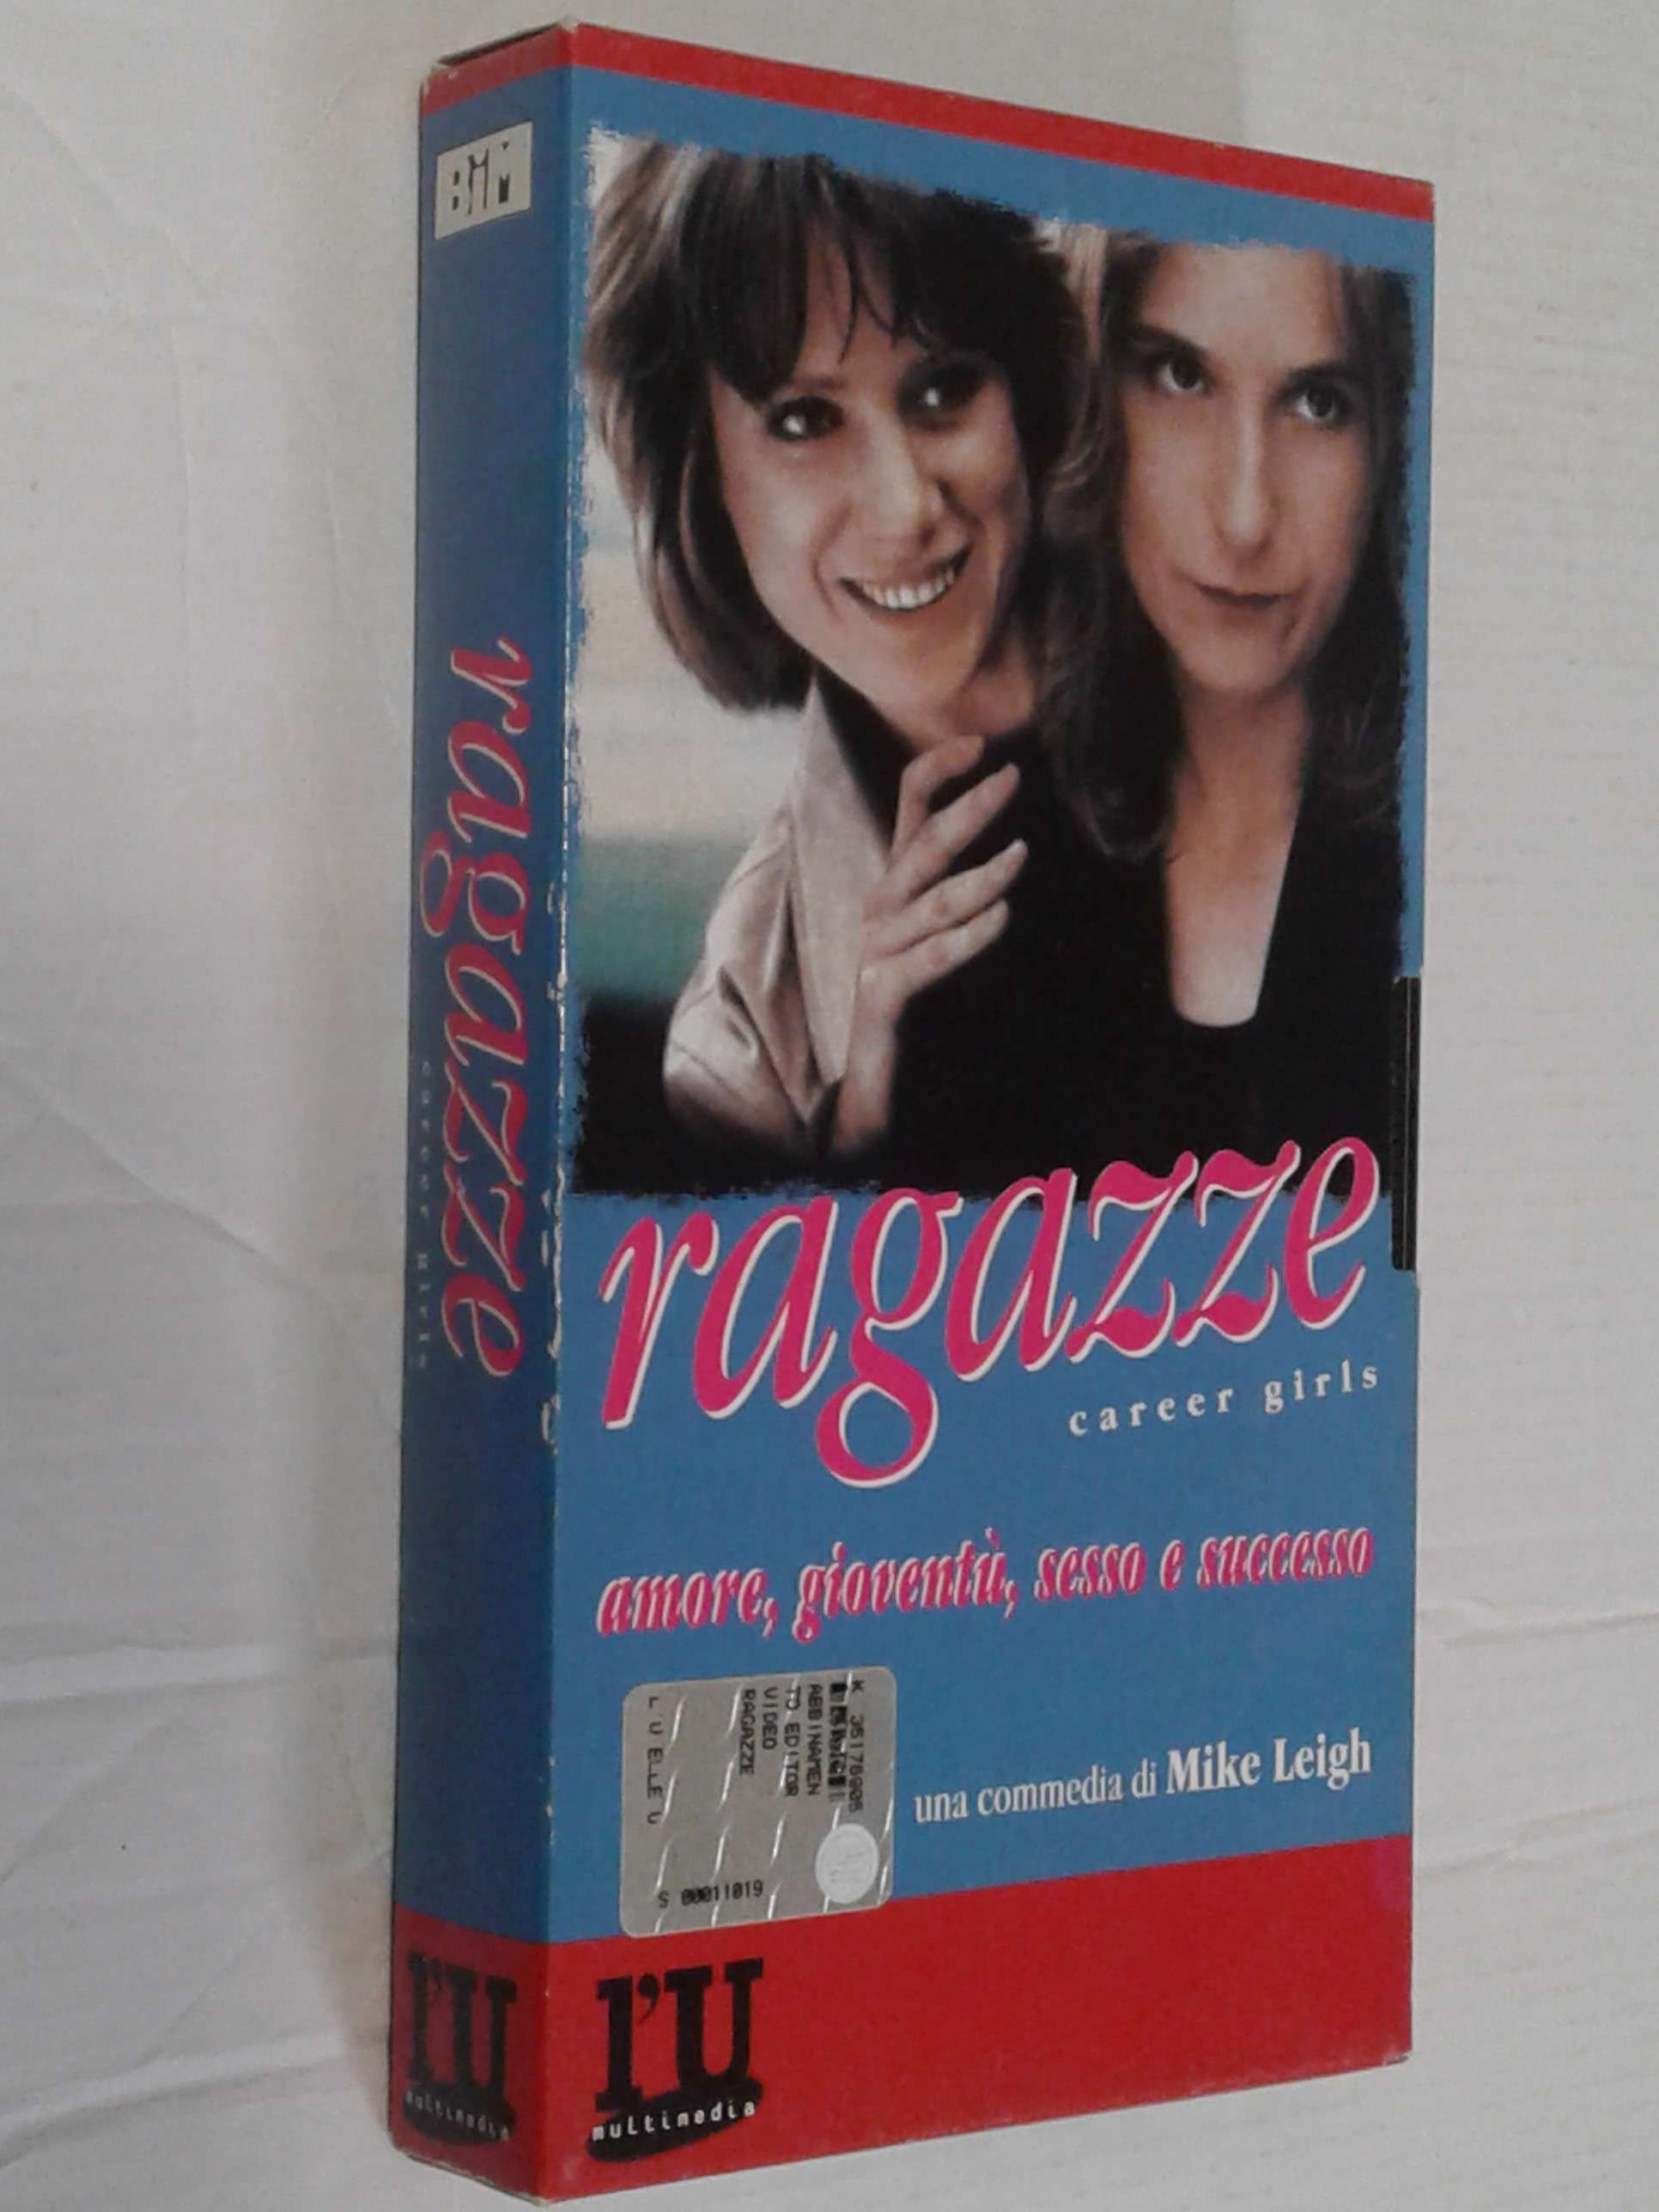 BiM
ragazze
career girls
l'U
multimedia
ragazze
career girls
amore, gioventù, sesso e successo
una commedia di Mike Leigh
K 35176908
ABBINAMEN
TO EDITOR
VIDEO
RAGAZZE
L'U ELLE U
S 00011019
l'U
multimedia